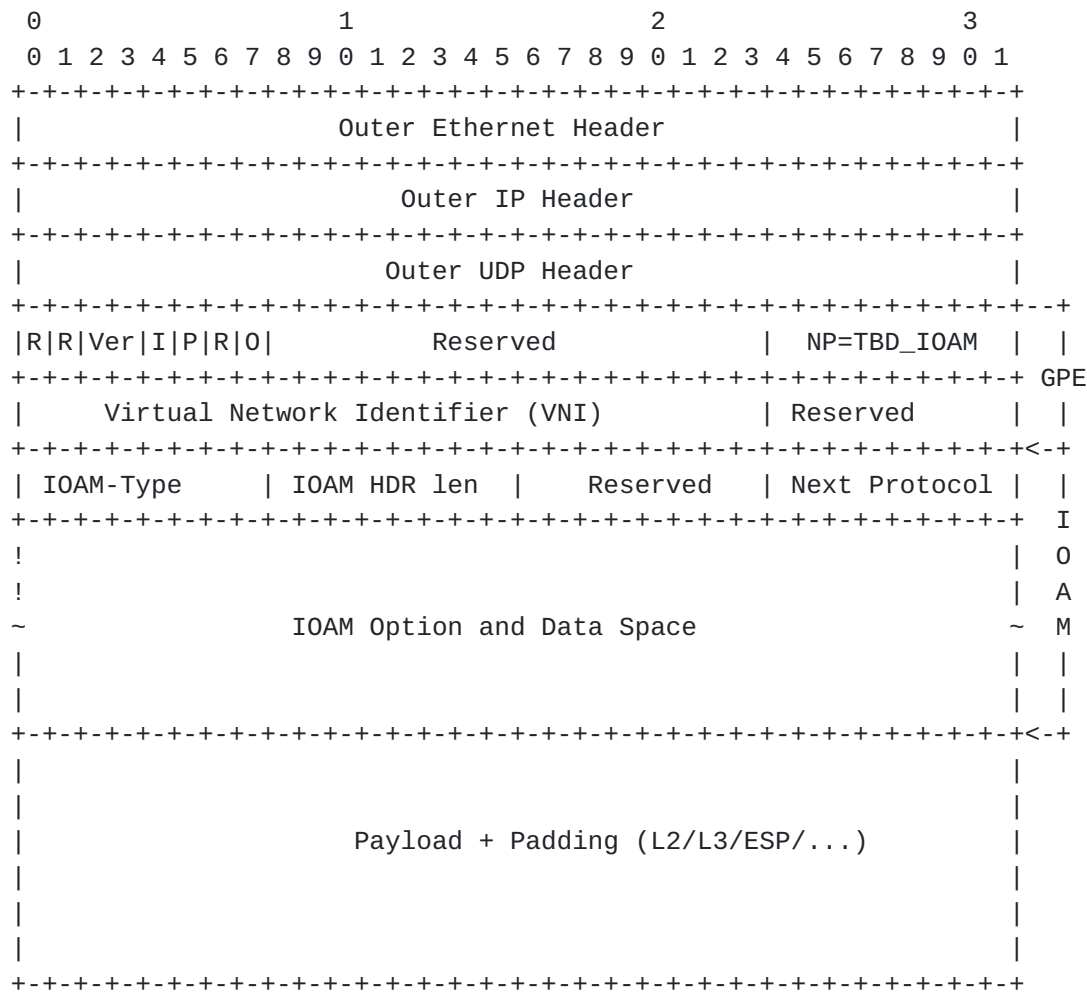 0                   1                   2                   3
 0 1 2 3 4 5 6 7 8 9 0 1 2 3 4 5 6 7 8 9 0 1 2 3 4 5 6 7 8 9 0 1
+-+-+-+-+-+-+-+-+-+-+-+-+-+-+-+-+-+-+-+-+-+-+-+-+-+-+-+-+-+-+-+-+
|                    Outer Ethernet Header                      |
+-+-+-+-+-+-+-+-+-+-+-+-+-+-+-+-+-+-+-+-+-+-+-+-+-+-+-+-+-+-+-+-+
|                        Outer IP Header                        |
+-+-+-+-+-+-+-+-+-+-+-+-+-+-+-+-+-+-+-+-+-+-+-+-+-+-+-+-+-+-+-+-+
|                       Outer UDP Header                        |
+-+-+-+-+-+-+-+-+-+-+-+-+-+-+-+-+-+-+-+-+-+-+-+-+-+-+-+-+-+-+-+-+--+
|R|R|Ver|I|P|R|O|          Reserved             |  NP=TBD_IOAM  |  |
+-+-+-+-+-+-+-+-+-+-+-+-+-+-+-+-+-+-+-+-+-+-+-+-+-+-+-+-+-+-+-+-+ GPE
|     Virtual Network Identifier (VNI)          | Reserved      |  |
+-+-+-+-+-+-+-+-+-+-+-+-+-+-+-+-+-+-+-+-+-+-+-+-+-+-+-+-+-+-+-+-+<-+
| IOAM-Type     | IOAM HDR len  |    Reserved   | Next Protocol |  |
+-+-+-+-+-+-+-+-+-+-+-+-+-+-+-+-+-+-+-+-+-+-+-+-+-+-+-+-+-+-+-+-+  I
!                                                               |  O
!                                                               |  A
~                 IOAM Option and Data Space                    ~  M
|                                                               |  |
|                                                               |  |
+-+-+-+-+-+-+-+-+-+-+-+-+-+-+-+-+-+-+-+-+-+-+-+-+-+-+-+-+-+-+-+-+<-+
|                                                               |
|                                                               |
|                     Payload + Padding (L2/L3/ESP/...)         |
|                                                               |
|                                                               |
|                                                               |
+-+-+-+-+-+-+-+-+-+-+-+-+-+-+-+-+-+-+-+-+-+-+-+-+-+-+-+-+-+-+-+-+